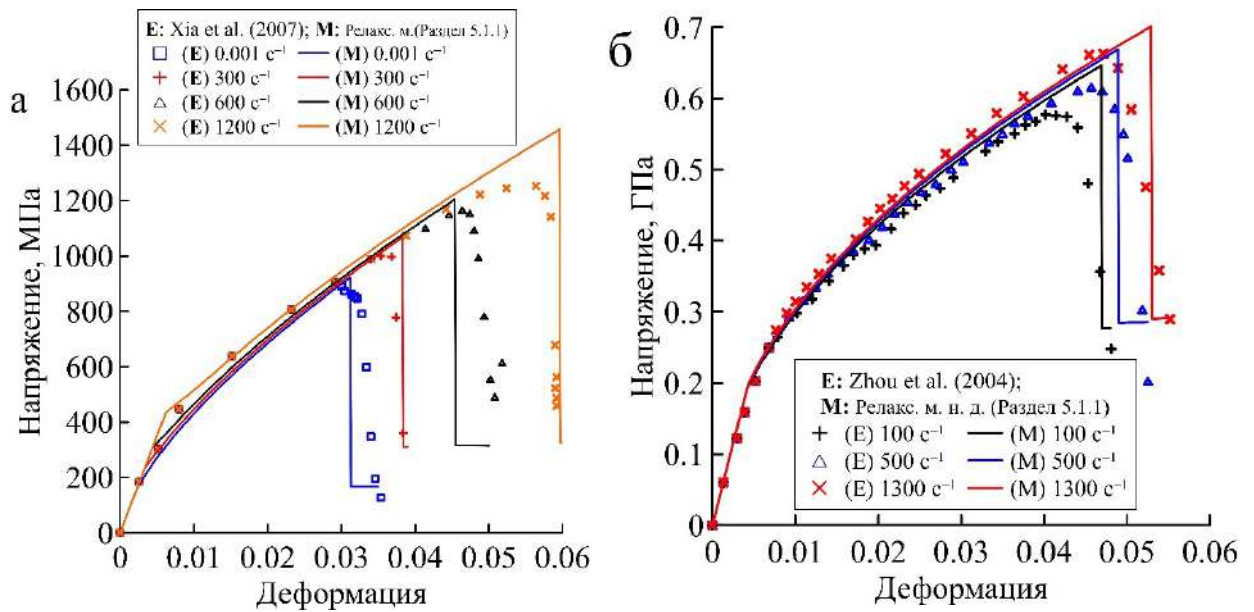 а
E: Xia et al. (2007); M: Релакс. м.(Раздел 5.1.1)
(E) 0.001 c⁻¹ (M) 0.001 c⁻¹
(E) 300 c⁻¹ (M) 300 c⁻¹
(E) 600 c⁻¹ (M) 600 c⁻¹
(E) 1200 c⁻¹ (M) 1200 c⁻¹
Напряжение, МПа
1600
1400
1200
1000
800
600
400
200
0
0 0.01 0.02 0.03 0.04 0.05 0.06
Деформация
б
Напряжение, ГПа
0.7
0.6
0.5
0.4
0.3
0.2
0.1
0
E: Zhou et al. (2004);
M: Релакс. м. н. д. (Раздел 5.1.1)
(E) 100 c⁻¹ (M) 100 c⁻¹
(E) 500 c⁻¹ (M) 500 c⁻¹
(E) 1300 c⁻¹ (M) 1300 c⁻¹
0 0.01 0.02 0.03 0.04 0.05 0.06
Деформация